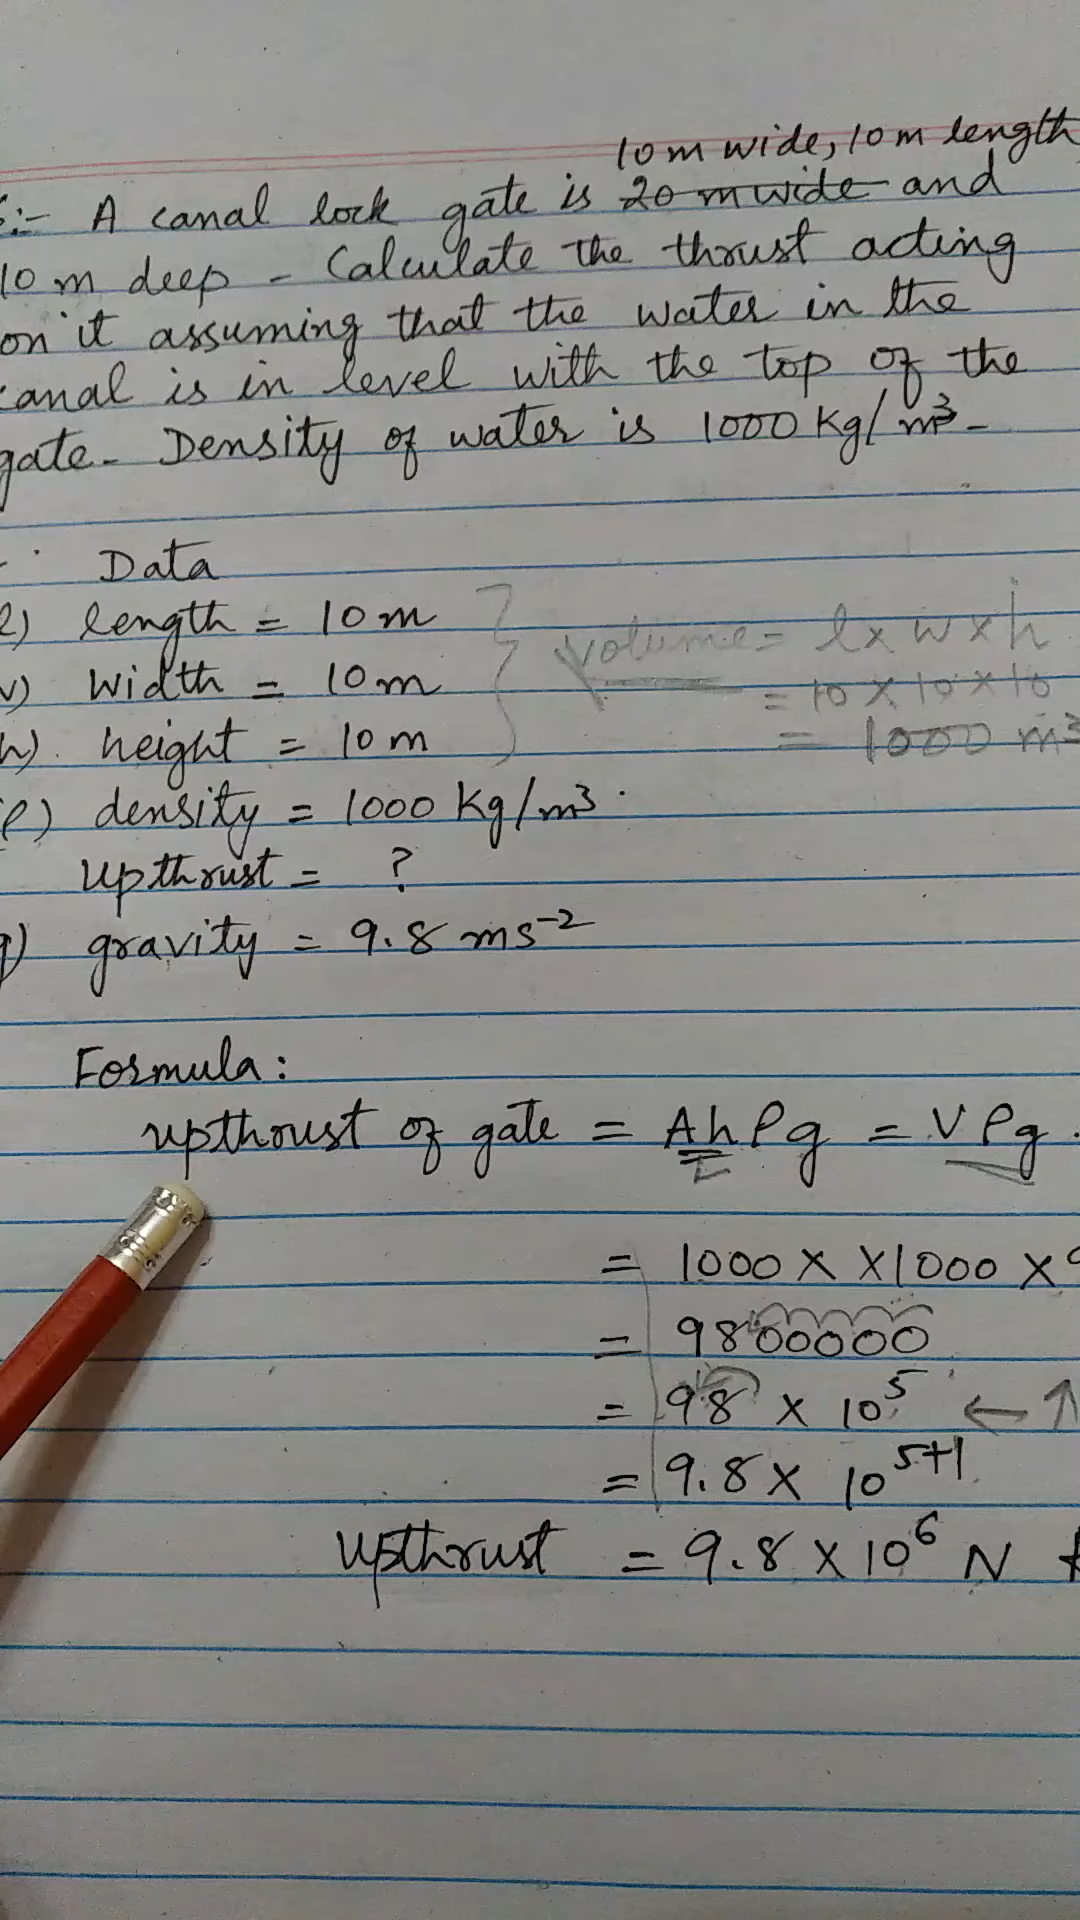 10m wide, 10 m length
:- A canal lock gate is 20 m wide and
10 m deep - Calculate the thrust acting
on it assuming that the water in the
canal is in level with the top of the
gate. Density of water is 1000 Kg/m³-
Data
l) length = 10 m
w) width = 10m
h). height = 10m
} volume = l x w x h
= 10 x 10 x 10
= 1000 m³
ρ) density = 1000 Kg/m³.
upthrust = ?
g) gravity = 9.8 ms⁻²
Formula:
upthrust of gate = Ahρg = Vρg.
= 1000 X X1000 X 9
= 9800000
= 98 x 10⁵ ← ↑
= 9.8 x 10⁵⁺¹
upthrust = 9.8 X 10⁶ N